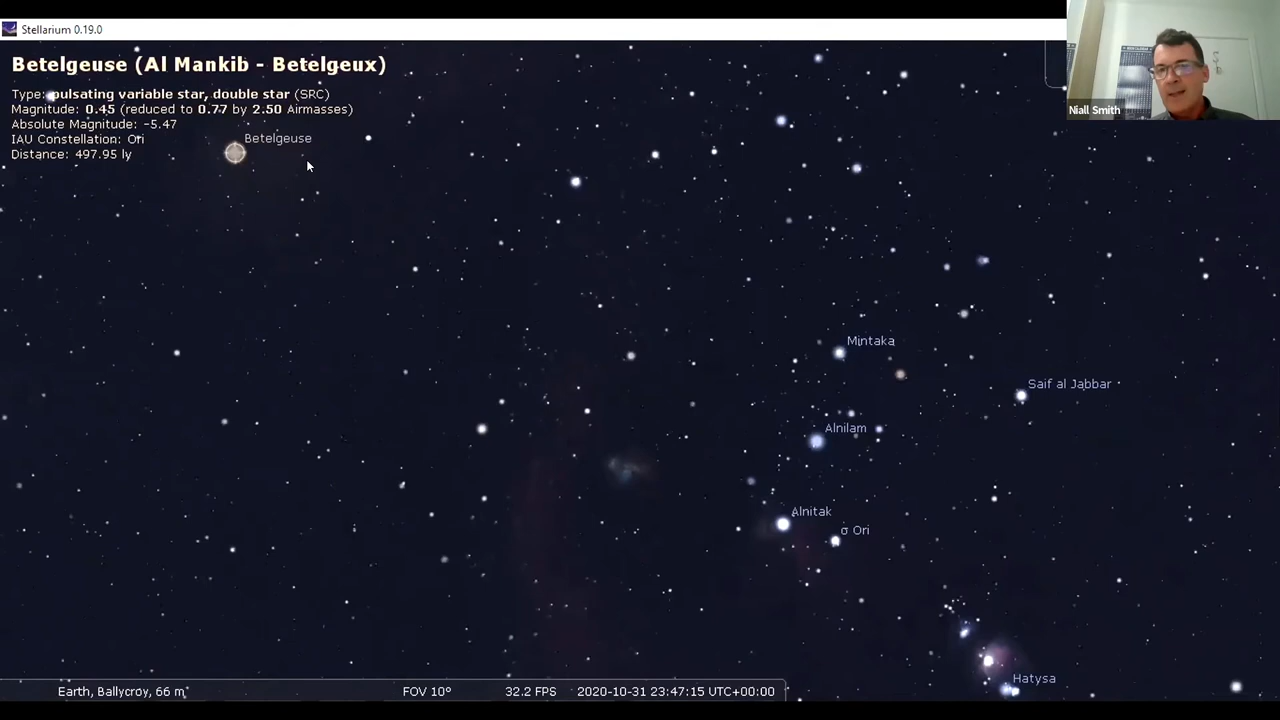 Stellarium 0.19.0
Betelgeuse (Al Mankib - Betelgeux)
Type: pulsating variable star, double star (SRC)
Magnitude: 0.45 (reduced to 0.77 by 2.50 Airmasses)
Absolute Magnitude: -5.47
IAU Constellation: Ori
Distance: 497.95 ly
Niall Smith
Betelgeuse
Mintaka
Saif al Jabbar
Alnilam
Alnitak
σ Ori
Hatysa
Earth, Ballycroy, 66 m
FOV 10°
32.2 FPS
2020-10-31 23:47:15 UTC+00:00